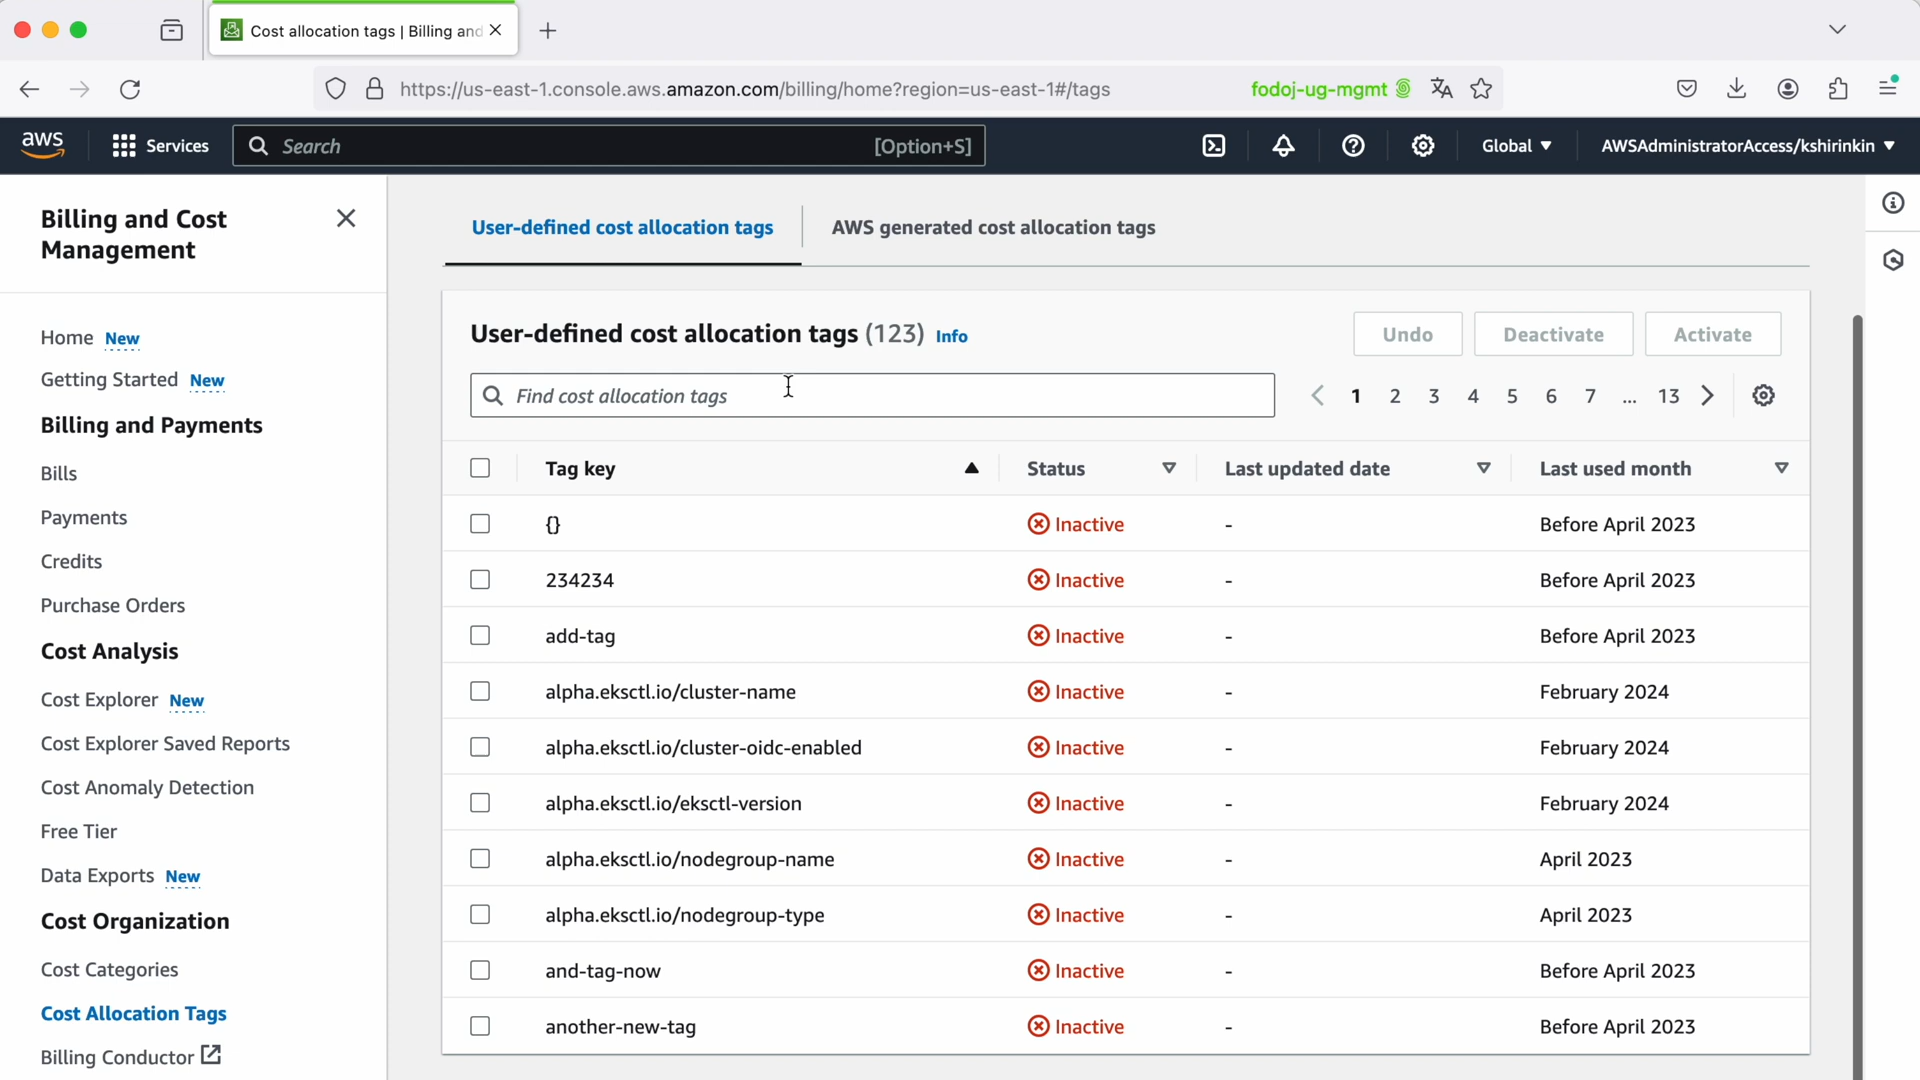 Cost allocation tags | Billing and
https://us-east-1.console.aws.amazon.com/billing/home?region=us-east-1#/tags
fodoj-ug-mgmt
aws
Services
Search
[Option+S]
Global
AWSAdministratorAccess/kshirinkin
Billing and Cost
Management
Home New
Getting Started New
Billing and Payments
Bills
Payments
Credits
Purchase Orders
Cost Analysis
Cost Explorer New
Cost Explorer Saved Reports
Cost Anomaly Detection
Free Tier
Data Exports New
Cost Organization
Cost Categories
Cost Allocation Tags
Billing Conductor
User-defined cost allocation tags
AWS generated cost allocation tags
User-defined cost allocation tags (123) Info
Undo
Deactivate
Activate
Find cost allocation tags
1 2 3 4 5 6 7 ... 13
Tag key Status Last updated date Last used month
{} Inactive - Before April 2023
234234 Inactive - Before April 2023
add-tag Inactive - Before April 2023
alpha.eksctl.io/cluster-name Inactive - February 2024
alpha.eksctl.io/cluster-oidc-enabled Inactive - February 2024
alpha.eksctl.io/eksctl-version Inactive - February 2024
alpha.eksctl.io/nodegroup-name Inactive - April 2023
alpha.eksctl.io/nodegroup-type Inactive - April 2023
and-tag-now Inactive - Before April 2023
another-new-tag Inactive - Before April 2023